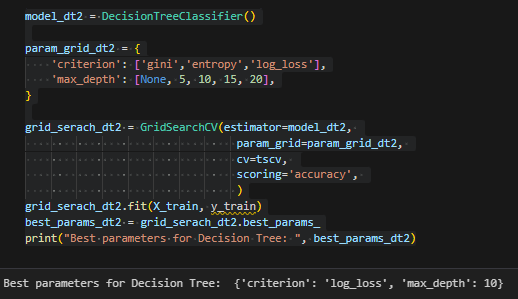 model_dt2 = DecisionTreeClassifier()
param_grid_dt2 = {
    'criterion': ['gini','entropy','log_loss'],
    'max_depth': [None, 5, 10, 15, 20],
}
grid_serach_dt2 = GridSearchCV(estimator=model_dt2,
                               param_grid=param_grid_dt2,
                               cv=tscv,
                               scoring='accuracy',
                               )
grid_serach_dt2.fit(X_train, y_train)
best_params_dt2 = grid_serach_dt2.best_params_
print("Best parameters for Decision Tree: ", best_params_dt2)
Best parameters for Decision Tree:  {'criterion': 'log_loss', 'max_depth': 10}